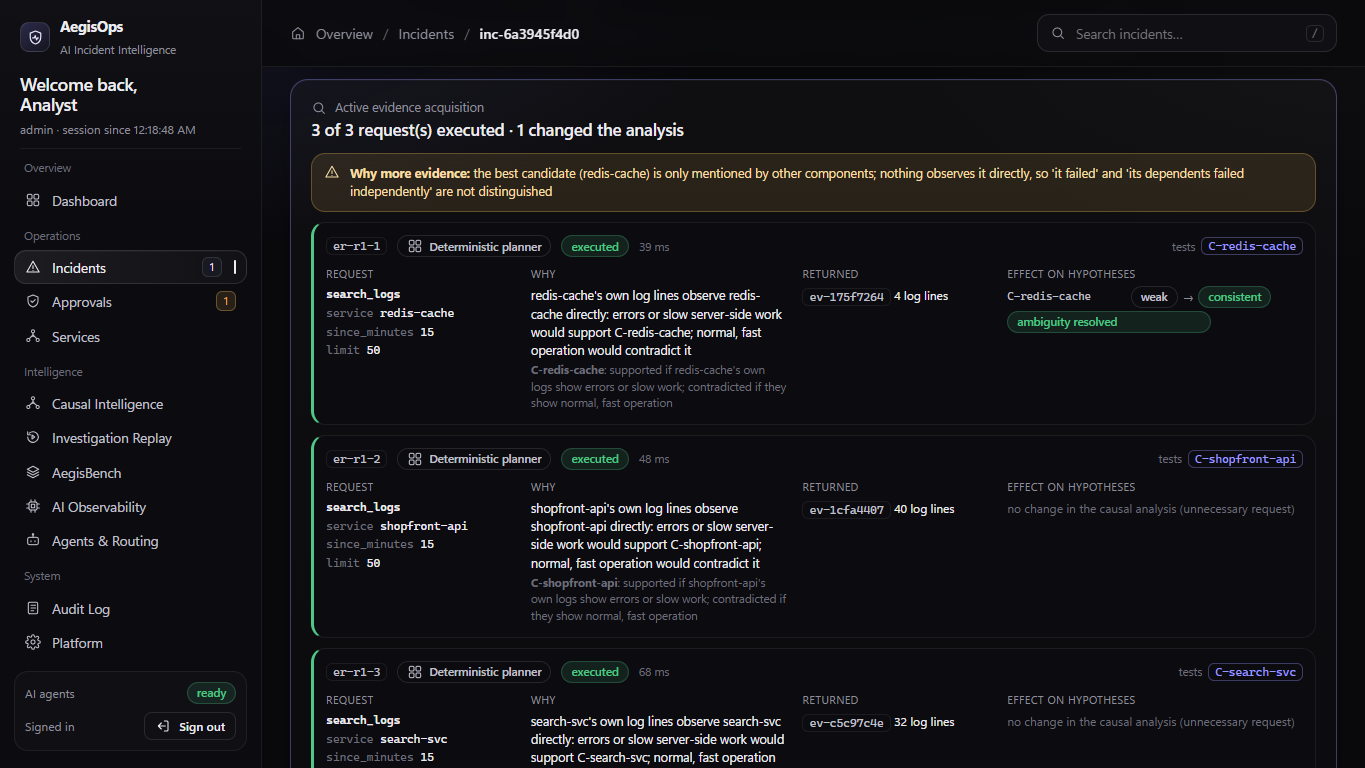 AegisOps
AI Incident Intelligence
Welcome back,
Analyst
admin · session since 12:18:48 AM
Overview
Dashboard
Operations
Incidents 1
Approvals 1
Services
Intelligence
Causal Intelligence
Investigation Replay
AegisBench
AI Observability
Agents & Routing
System
Audit Log
Platform
AI agents ready
Signed in Sign out
Overview / Incidents / inc-6a3945f4d0
Search incidents... /
Active evidence acquisition
3 of 3 request(s) executed · 1 changed the analysis
Why more evidence: the best candidate (redis-cache) is only mentioned by other components; nothing observes it directly, so 'it failed' and 'its dependents failed
independently' are not distinguished
er-r1-1 Deterministic planner executed 39 ms tests C-redis-cache
REQUEST
search_logs
service redis-cache
since_minutes 15
limit 50
WHY
redis-cache's own log lines observe redis-
cache directly: errors or slow server-side work
would support C-redis-cache; normal, fast
operation would contradict it
C-redis-cache: supported if redis-cache's own
logs show errors or slow work; contradicted if they
show normal, fast operation
RETURNED
ev-175f7264 4 log lines
EFFECT ON HYPOTHESES
C-redis-cache weak → consistent
ambiguity resolved
er-r1-2 Deterministic planner executed 48 ms tests C-shopfront-api
REQUEST
search_logs
service shopfront-api
since_minutes 15
limit 50
WHY
shopfront-api's own log lines observe
shopfront-api directly: errors or slow server-
side work would support C-shopfront-api;
normal, fast operation would contradict it
C-shopfront-api: supported if shopfront-api's
own logs show errors or slow work; contradicted if
they show normal, fast operation
RETURNED
ev-1cfa4407 40 log lines
EFFECT ON HYPOTHESES
no change in the causal analysis (unnecessary request)
er-r1-3 Deterministic planner executed 68 ms tests C-search-svc
REQUEST
search_logs
service search-svc
since_minutes 15
WHY
search-svc's own log lines observe search-svc
directly: errors or slow server-side work would
support C-search-svc; normal, fast operation
RETURNED
ev-c5c97c4e 32 log lines
EFFECT ON HYPOTHESES
no change in the causal analysis (unnecessary request)